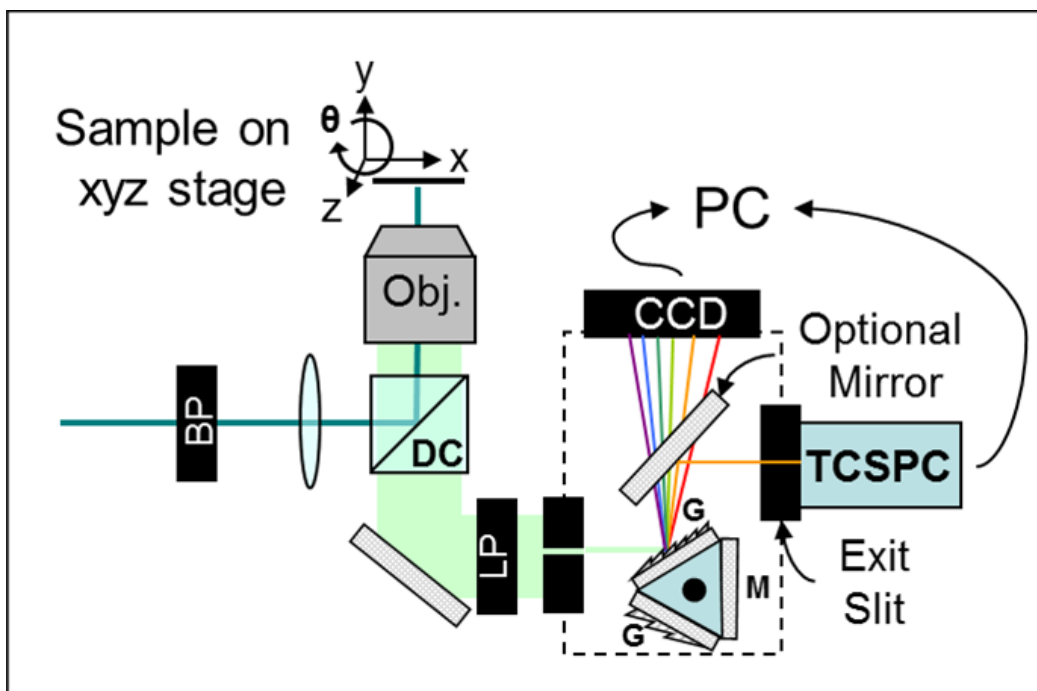 y
θ
x
z
Sample on
xyz stage
Obj.
BP
DC
LP
PC
CCD
Optional
Mirror
TCSPC
G
M
G
Exit
Slit